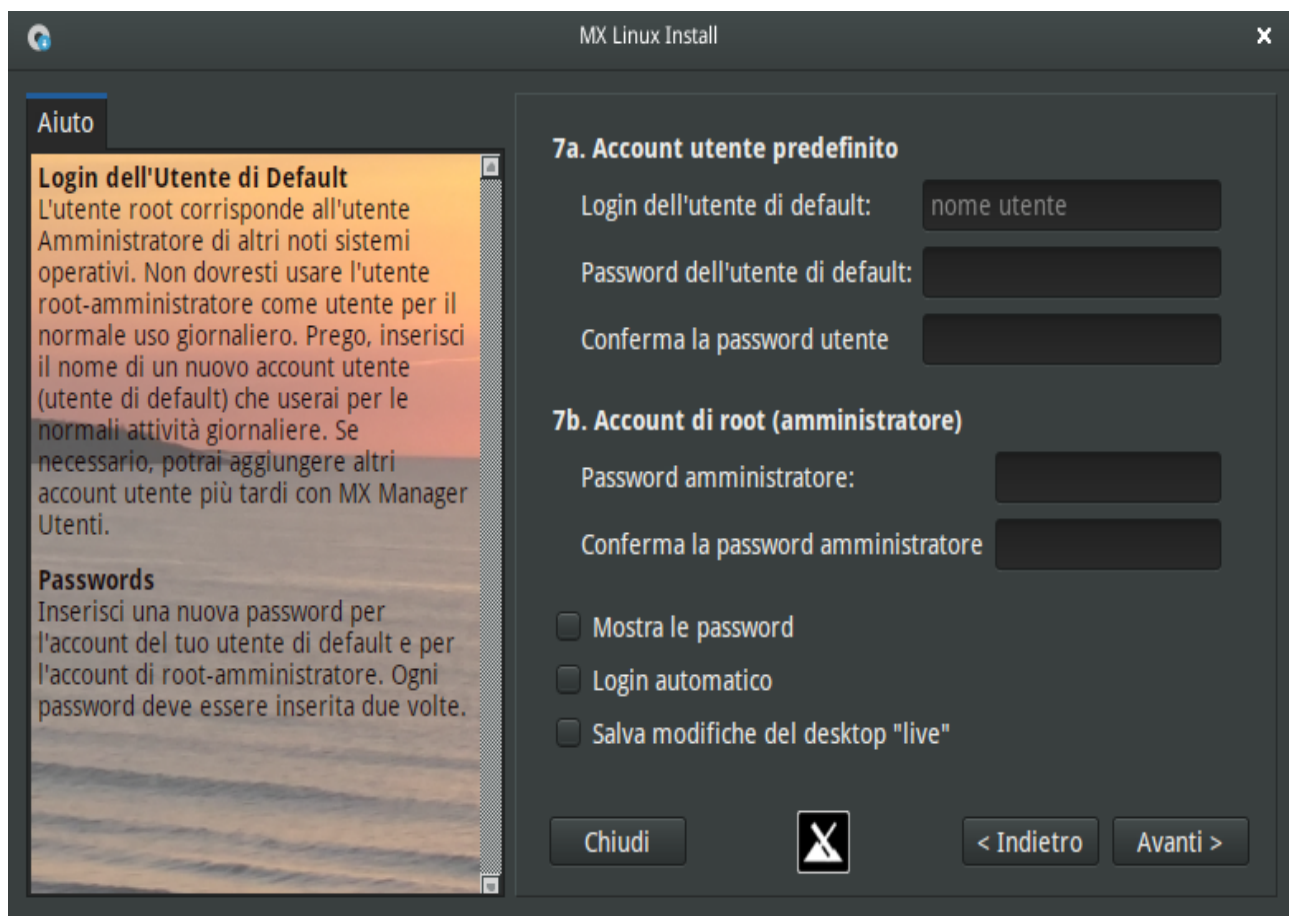 MX Linux Install
Aiuto
Login dell'Utente di Default
L'utente root corrisponde all'utente
Amministratore di altri noti sistemi
operativi. Non dovresti usare l'utente
root-amministratore come utente per il
normale uso giornaliero. Prego, inserisci
il nome di un nuovo account utente
(utente di default) che userai per le
normali attività giornaliere. Se
necessario, potrai aggiungere altri
account utente più tardi con MX Manager
Utenti.
Passwords
Inserisci una nuova password per
l'account del tuo utente di default e per
l'account di root-amministratore. Ogni
password deve essere inserita due volte.
7a. Account utente predefinito
Login dell'utente di default:
nome utente
Password dell'utente di default:
Conferma la password utente
7b. Account di root (amministratore)
Password amministratore:
Conferma la password amministratore
Mostra le password
Login automatico
Salva modifiche del desktop "live"
Chiudi
< Indietro
Avanti >